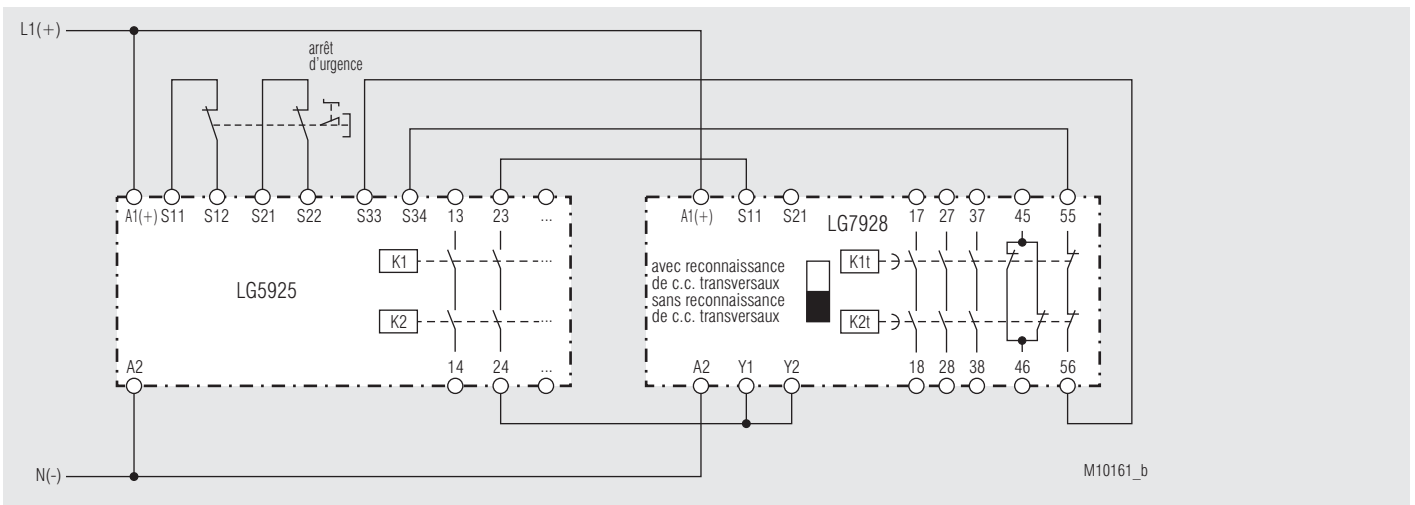 L1(+)
arrêt
d'urgence
A1(+) S11 S12 S21 S22 S33 S34 13 23 ...
K1 ...
LG5925
K2 ...
A2 14 24 ...
A1(+) S11 S21 17 27 37 45 55
LG7928
avec reconnaissance
de c.c. transversaux
sans reconnaissance
de c.c. transversaux
K1t
K2t
A2 Y1 Y2 18 28 38 46 56
N(-)
M10161_b